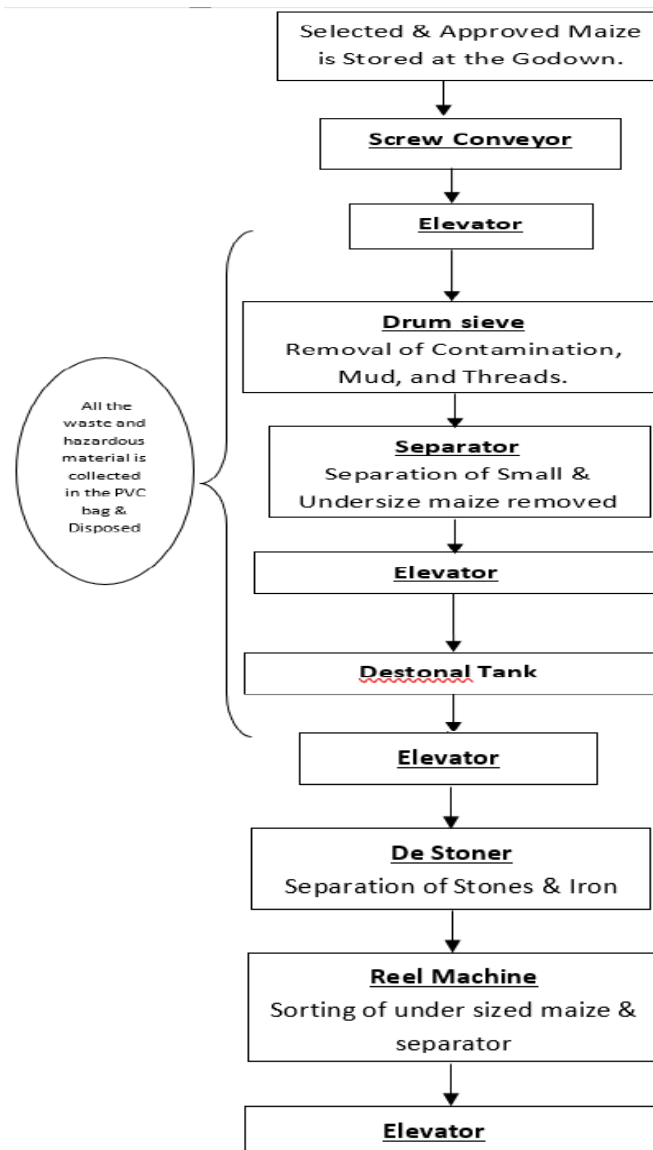 Selected & Approved Maize
is Stored at the Godown.
Screw Conveyor
Elevator
Drum sieve
Removal of Contamination,
Mud, and Threads.
All the
waste and
hazardous
material is
collected
in the PVC
bag &
Disposed
Separator
Separation of Small &
Undersize maize removed
Elevator
Destonal Tank
Elevator
De Stoner
Separation of Stones & Iron
Reel Machine
Sorting of under sized maize &
separator
Elevator